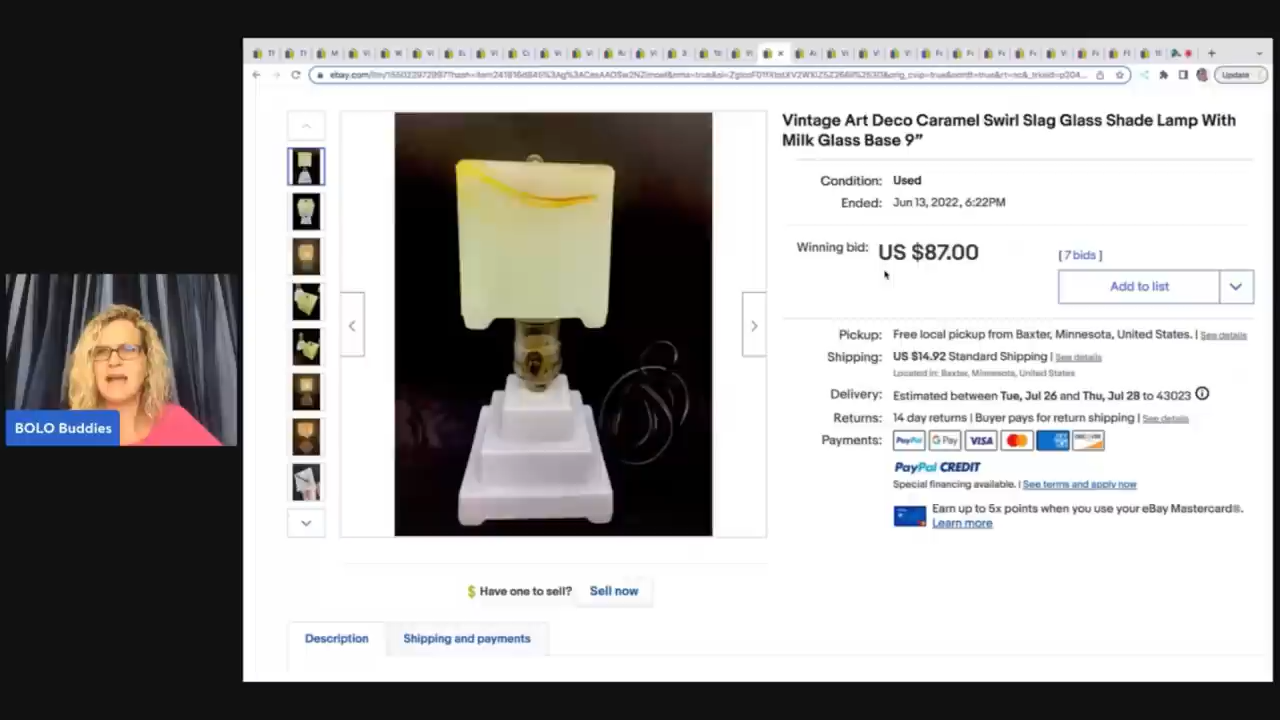 Update
Vintage Art Deco Caramel Swirl Slag Glass Shade Lamp With
Milk Glass Base 9”
Condition: Used
Ended: Jun 13, 2022, 6:22PM
Winning bid: US $87.00 [ 7 bids ]
Add to list
Pickup: Free local pickup from Baxter, Minnesota, United States. | See details
Shipping: US $14.92 Standard Shipping | See details
Located in: Baxter, Minnesota, United States
Delivery: Estimated between Tue, Jul 26 and Thu, Jul 28 to 43023
Returns: 14 day returns | Buyer pays for return shipping | See details
Payments: PayPal G Pay VISA
PayPal CREDIT
Special financing available. | See terms and apply now
Earn up to 5x points when you use your eBay Mastercard®.
Learn more
BOLO Buddies
$ Have one to sell? Sell now
Description Shipping and payments